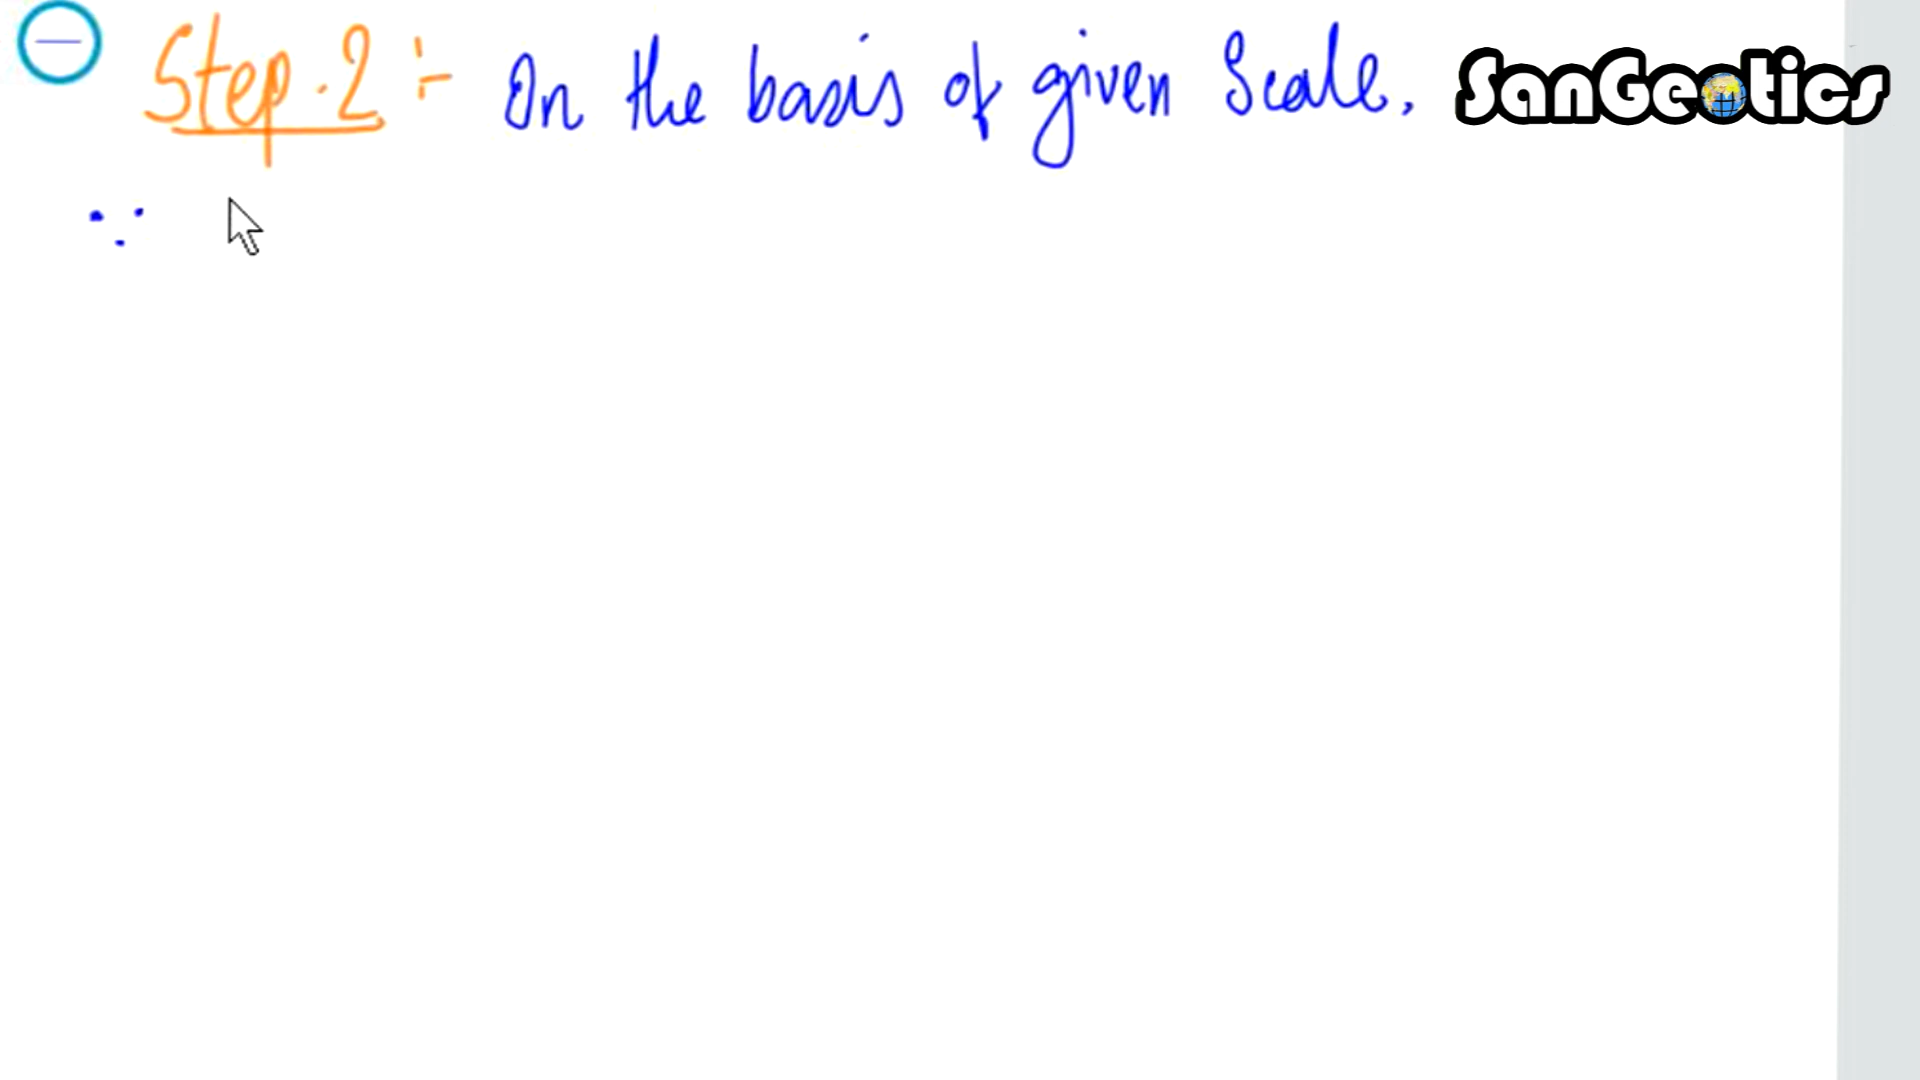 Step.2 :- On the basis of given Scale. SanGeotics
∵